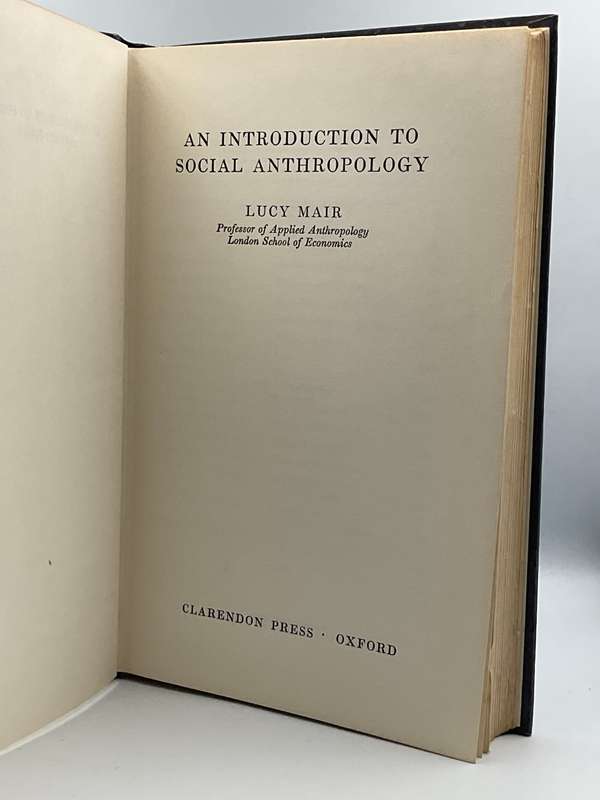 AN INTRODUCTION TO
SOCIAL ANTHROPOLOGY
LUCY MAIR
Professor of Applied Anthropology
London School of Economics
CLARENDON PRESS · OXFORD